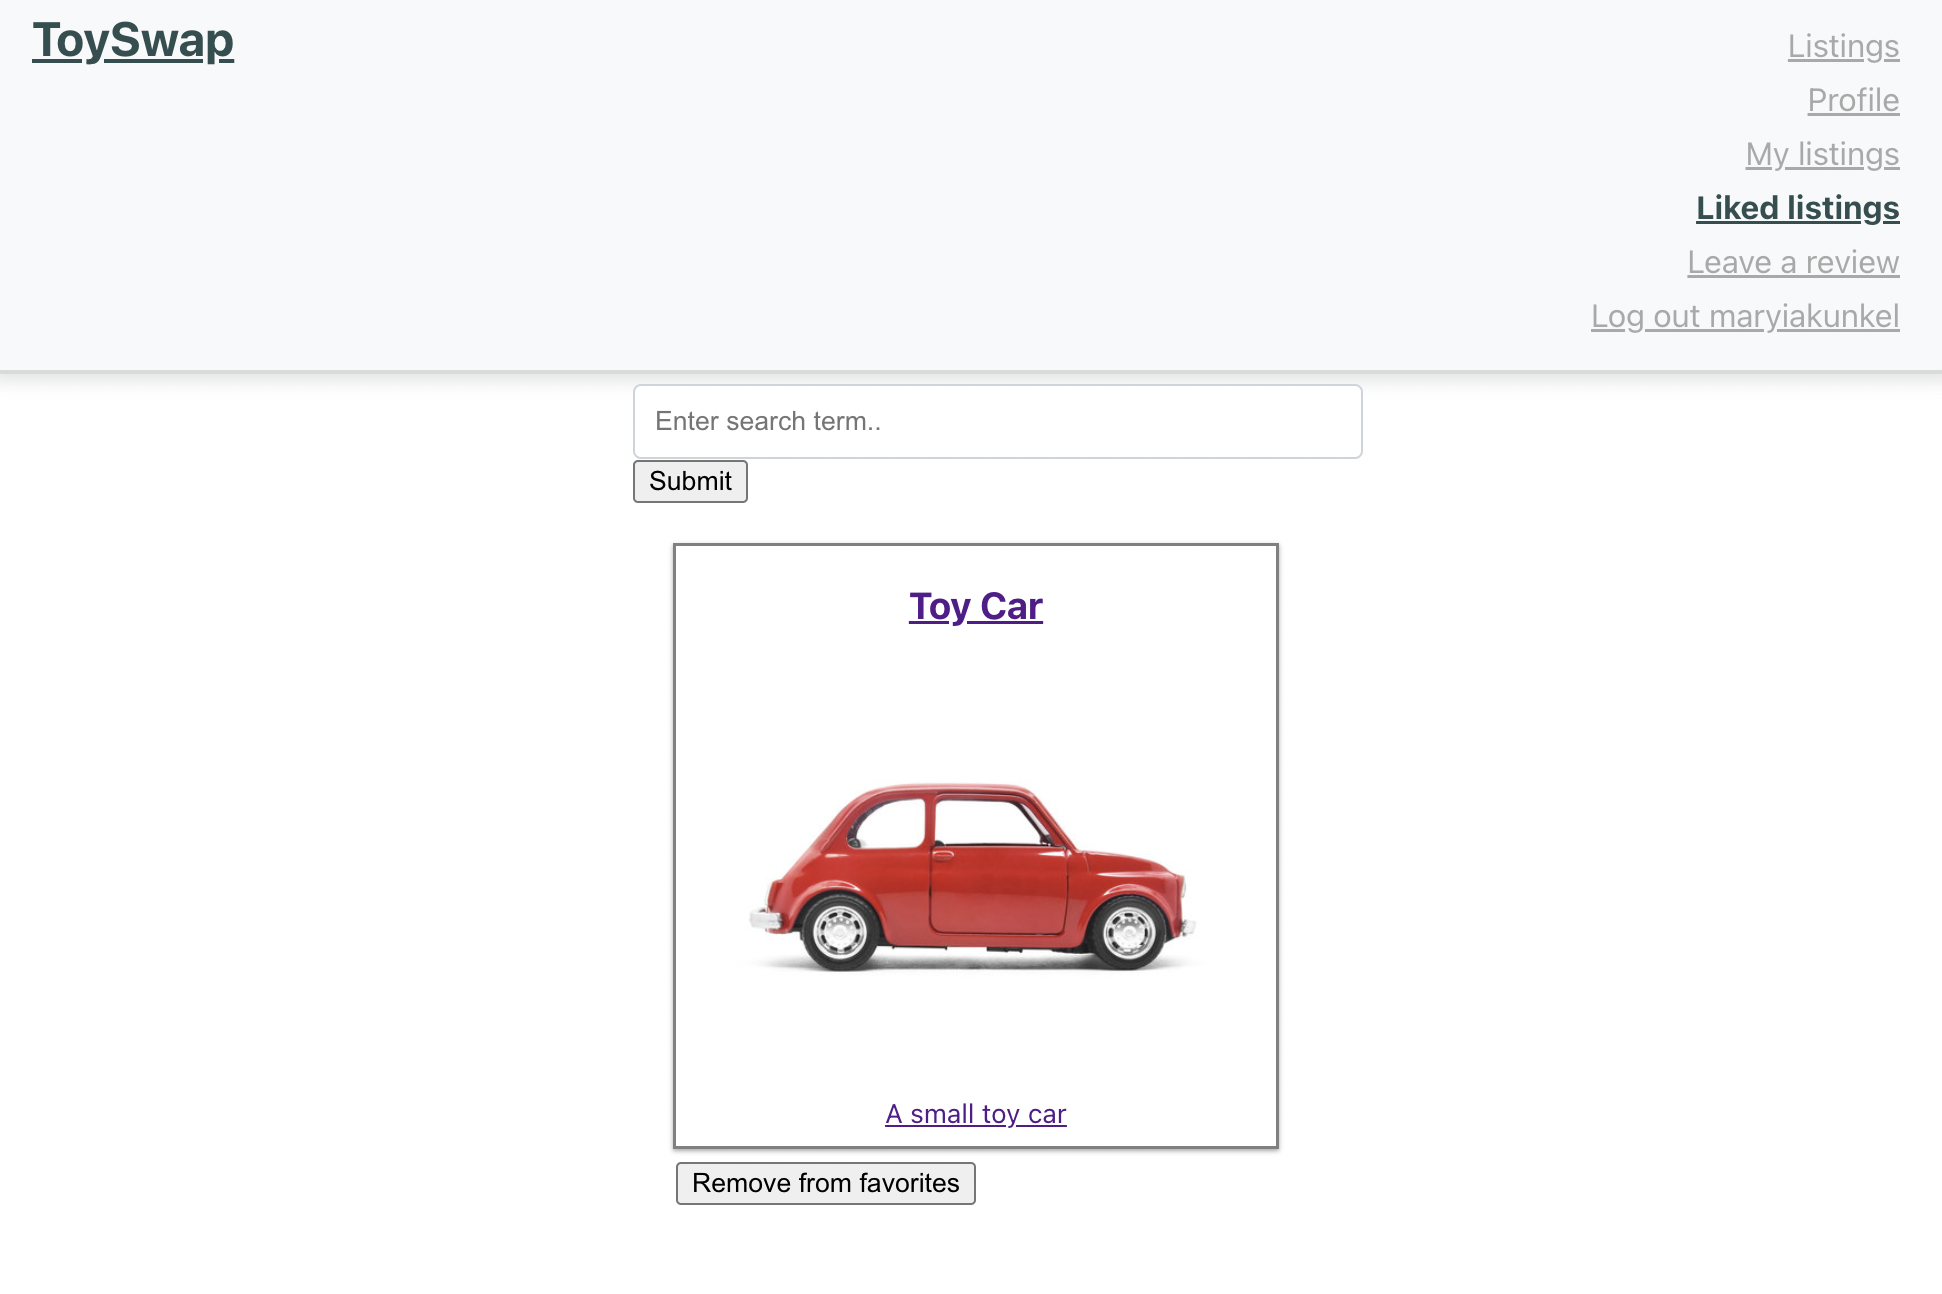 ToySwap
Listings
Profile
My listings
Liked listings
Leave a review
Log out maryiakunkel
Enter search term..
Submit
Toy Car
A small toy car
Remove from favorites